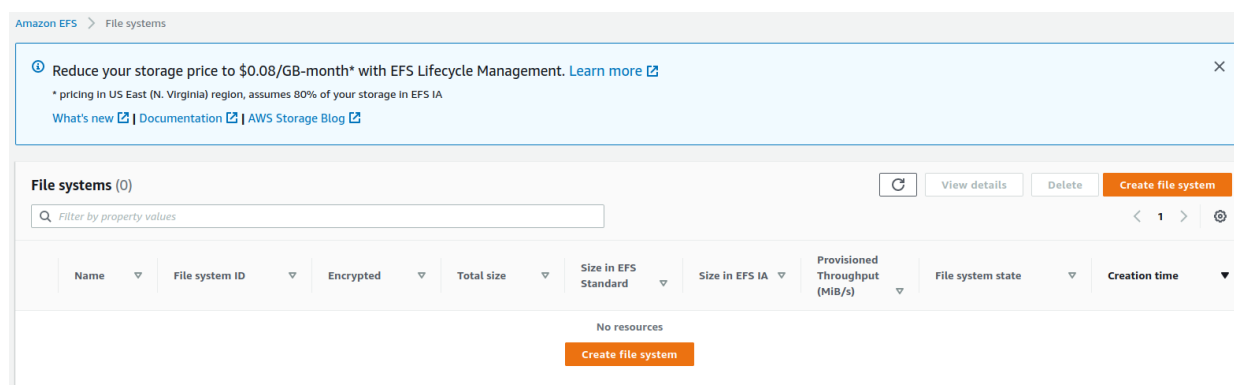 Amazon EFS > File systems
Reduce your storage price to $0.08/GB-month* with EFS Lifecycle Management. Learn more
* pricing in US East (N. Virginia) region, assumes 80% of your storage in EFS IA
What's new | Documentation | AWS Storage Blog
File systems (0)
View details
Delete
Create file system
Filter by property values
< 1 >
Name
File system ID
Encrypted
Total size
Size in EFS
Standard
Size in EFS IA
Provisioned
Throughput
(MiB/s)
File system state
Creation time
No resources
Create file system